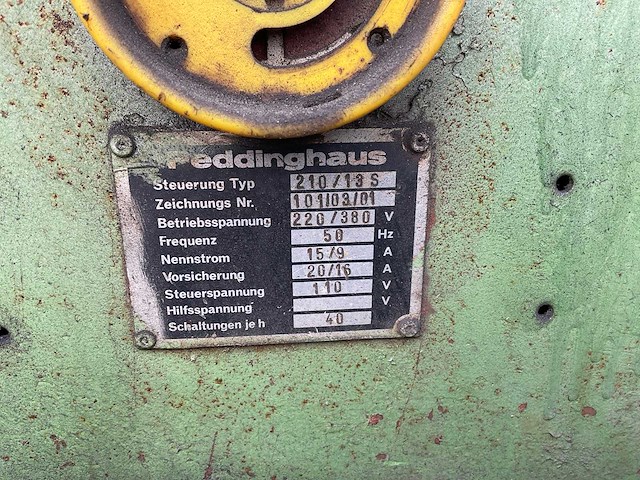 Peddinghaus
Steuerung Typ 210/13 S
Zeichnungs Nr. 101/03/01
Betriebsspannung 220/380 V
Frequenz 50 Hz
Nennstrom 15/9 A
Vorsicherung 20/16 A
Steuerspannung 110 V
Hilfsspannung V
Schaltungen je h 40